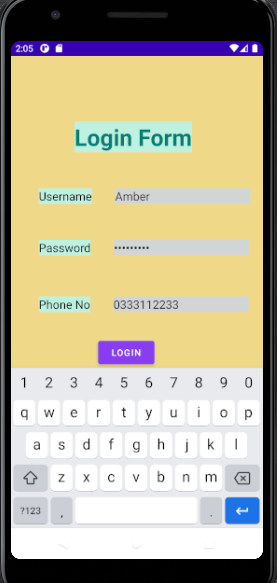 2:05
Login Form
Username Amber
Password •••••••••
Phone No 0333112233
LOGIN
1 2 3 4 5 6 7 8 9 0
q w e r t y u i o p
a s d f g h j k l
z x c v b n m
?123 , .